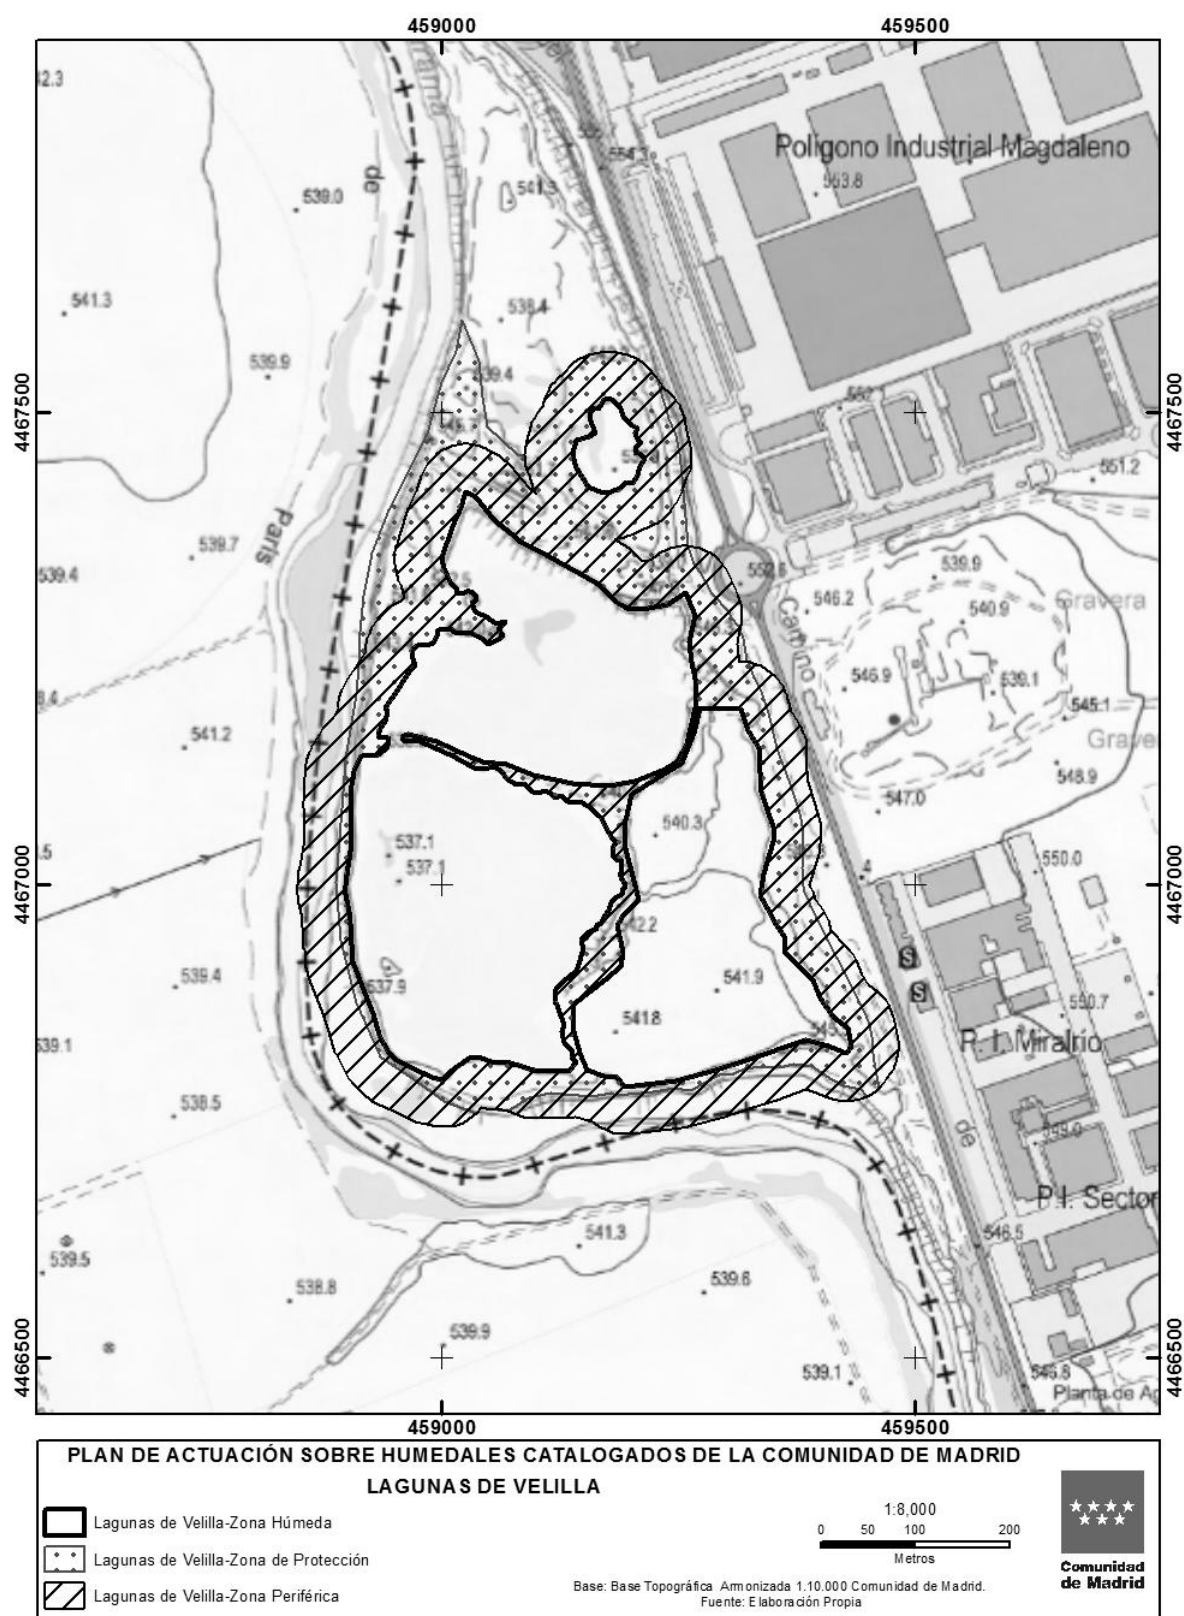 459000
459500
Polígono Industrial Magdaleno
de
541.3
553.8
539.0
541.3
538.4
539.9
4467500
4467500
551.2
París
539.7
539.4
552.6
539.9
546.2
540.9
Gravera
Camino
546.9
539.1
545.1
541.2
548.9
547.0
540.3
537.1
537.1
550.0
4467000
4467000
542.2
S
539.4
541.9
S
537.9
550.7
541.8
539.1
P. I. Miralrío
538.5
de
549.0
P.I. Sector
541.3
546.5
539.5
538.8
539.6
539.9
4466500
4466500
539.1
546.8
Planta de
459000
459500
PLAN DE ACTUACIÓN SOBRE HUMEDALES CATALOGADOS DE LA COMUNIDAD DE MADRID
LAGUNAS DE VELILLA
Lagunas de Velilla-Zona Húmeda
Lagunas de Velilla-Zona de Protección
Lagunas de Velilla-Zona Periférica
1:8,000
0 50 100 200
Metros
Base: Base Topográfica Armonizada 1.10.000 Comunidad de Madrid.
Fuente: Elaboración Propia
Comunidad
de Madrid